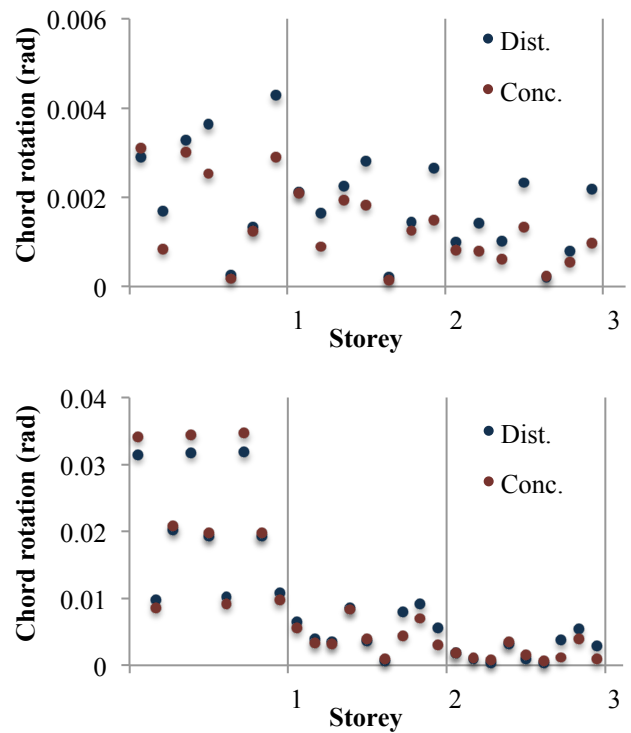 0.006
Dist.
Conc.
0.004
0.002
0
Chord rotation (rad)
1
2
3
Storey
0.04
Dist.
0.03
Conc.
0.02
0.01
0
Chord rotation (rad)
1
2
3
Storey